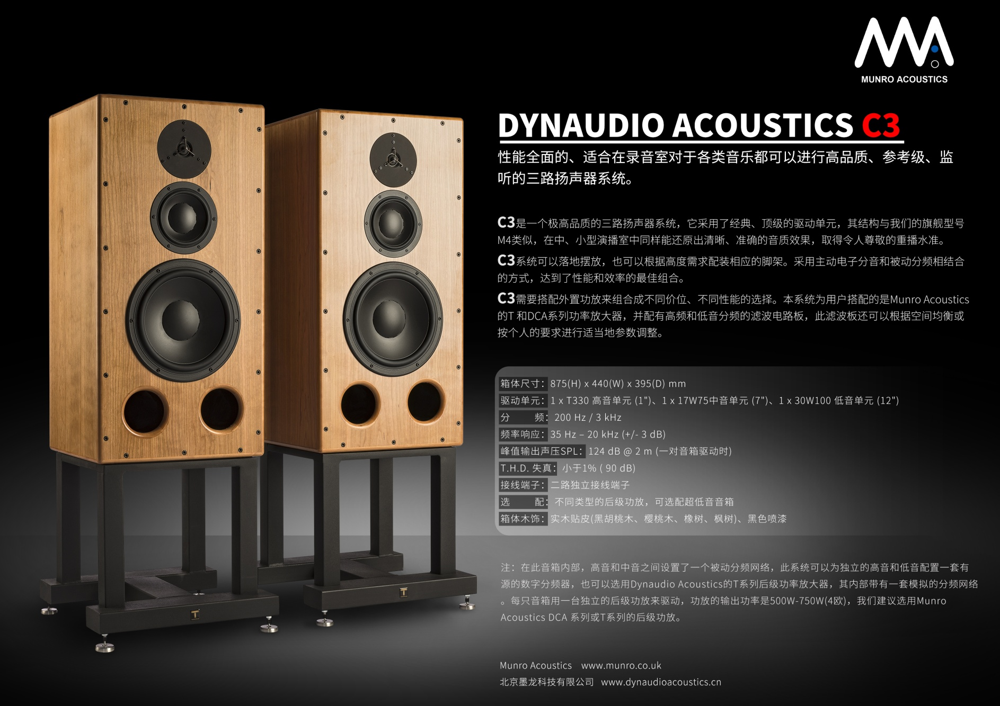 MUNRO ACOUSTICS
DYNAUDIO ACOUSTICS C3
性能全面的、适合在录音室对于各类音乐都可以进行高品质、参考级、监
听的三路扬声器系统。
C3是一个极高品质的三路扬声器系统，它采用了经典、顶级的驱动单元，其结构与我们的旗舰型号
M4类似，在中、小型演播室中同样能还原出清晰、准确的音质效果，取得令人尊敬的重播水准。
C3系统可以落地摆放，也可以根据高度需求配装相应的脚架。采用主动电子分音和被动分频相结合
的方式，达到了性能和效率的最佳组合。
C3需要搭配外置功放来组合成不同价位、不同性能的选择。本系统为用户搭配的是Munro Acoustics
的T 和DCA系列功率放大器，并配有高频和低音分频的滤波电路板，此滤波板还可以根据空间均衡或
按个人的要求进行适当地参数调整。
箱体尺寸：875(H) x 440(W) x 395(D) mm
驱动单元：1 x T330 高音单元 (1")、1 x 17W75中音单元 (7")、1 x 30W100 低音单元 (12")
分 频：200 Hz / 3 kHz
频率响应：35 Hz – 20 kHz (+/- 3 dB)
峰值输出声压SPL：124 dB @ 2 m (一对音箱驱动时)
T.H.D. 失真：小于1% ( 90 dB)
接线端子：二路独立接线端子
选 配：不同类型的后级功放，可选配超低音音箱
箱体木饰：实木贴皮(黑胡桃木、樱桃木、橡树、枫树)、黑色喷漆
注：在此音箱内部，高音和中音之间设置了一个被动分频网络，此系统可以为独立的高音和低音配置一套有
源的数字分频器，也可以选用Dynaudio Acoustics的T系列后级功率放大器，其内部带有一套模拟的分频网络
。每只音箱用一台独立的后级功放来驱动，功放的输出功率是500W-750W(4欧)，我们建议选用Munro
Acoustics DCA 系列或T系列的后级功放。
Munro Acoustics www.munro.co.uk
北京墨龙科技有限公司 www.dynaudioacoustics.cn